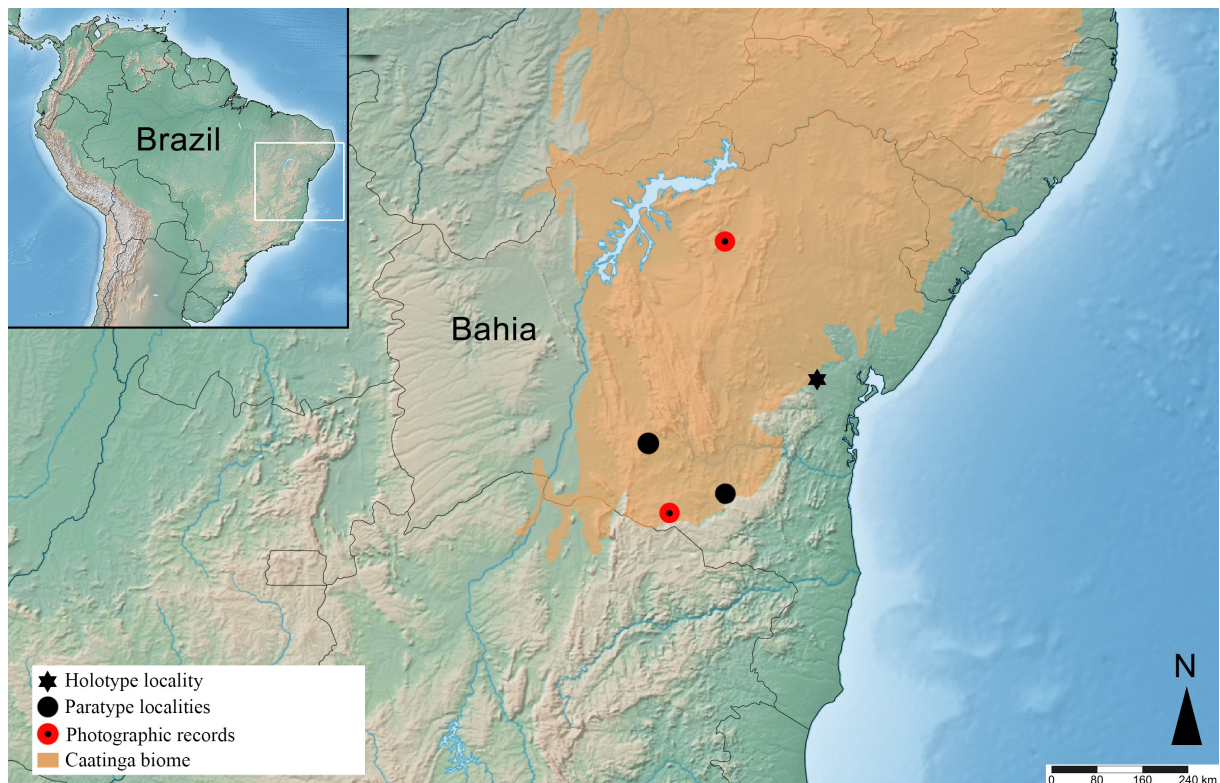 Brazil
Bahia
Holotype locality
Paratype localities
Photographic records
Caatinga biome
N
0 80 160 240 km